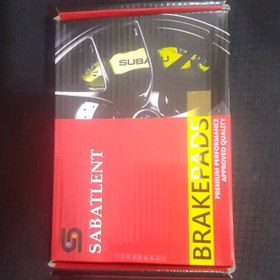 SUBARU
SABATLENT
BRAKEPADS
PREMIUM PERFORMANCE
APPROVED QUALITY